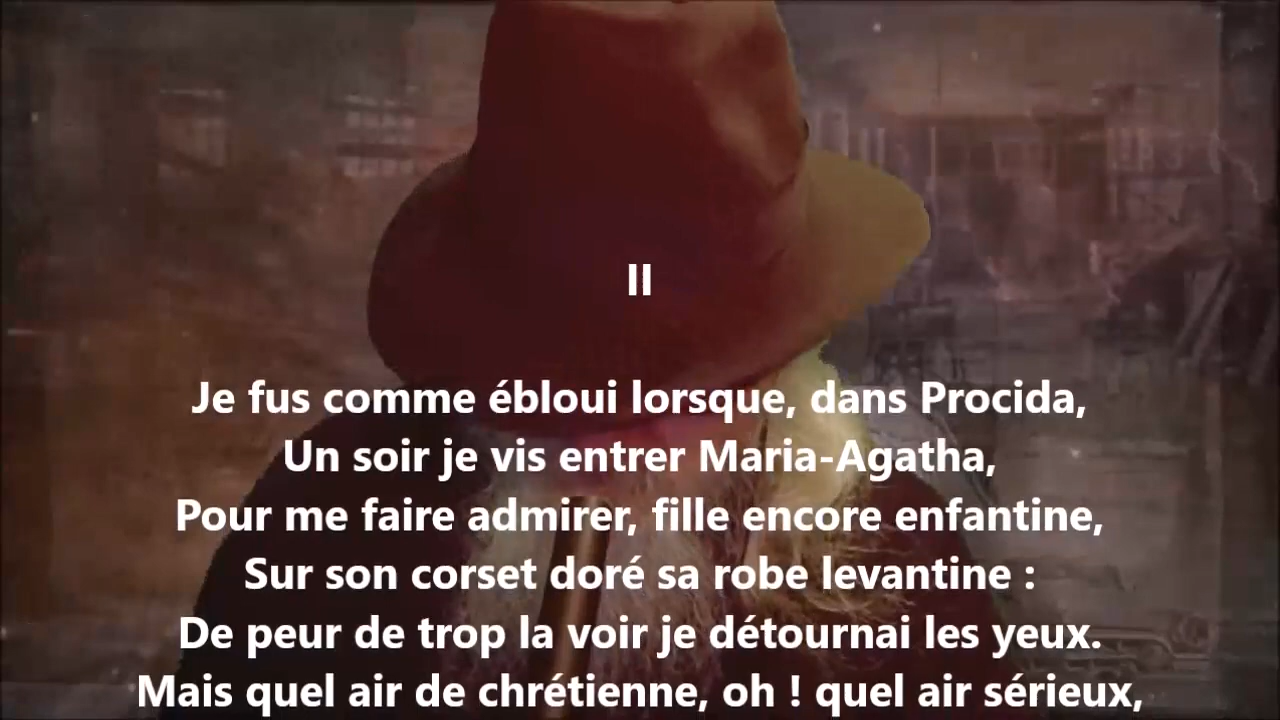 II
Je fus comme ébloui lorsque, dans Procida,
Un soir je vis entrer Maria-Agatha,
Pour me faire admirer, fille encore enfantine,
Sur son corset doré sa robe levantine :
De peur de trop la voir je détournai les yeux.
Mais quel air de chrétienne, oh ! quel air sérieux,